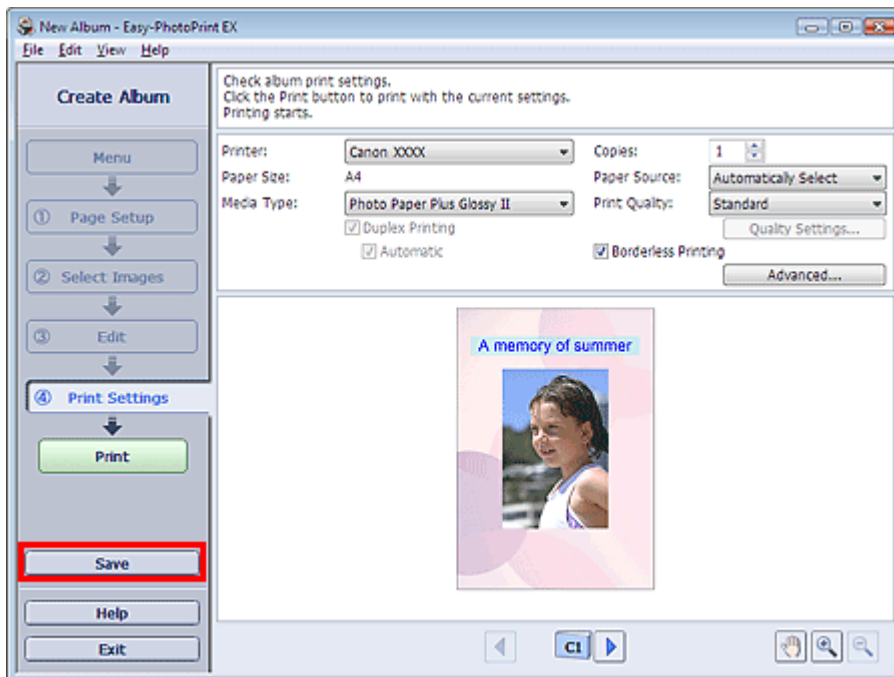 New Album - Easy-PhotoPrint EX
File Edit View Help
Create Album
Menu
① Page Setup
② Select Images
③ Edit
④ Print Settings
Print
Save
Help
Exit
Check album print settings.
Click the Print button to print with the current settings.
Printing starts.
Printer: Canon XXXX Copies: 1
Paper Size: A4 Paper Source: Automatically Select
Media Type: Photo Paper Plus Glossy II Print Quality: Standard
Duplex Printing Quality Settings...
Automatic Borderless Printing
Advanced...
A memory of summer
C1